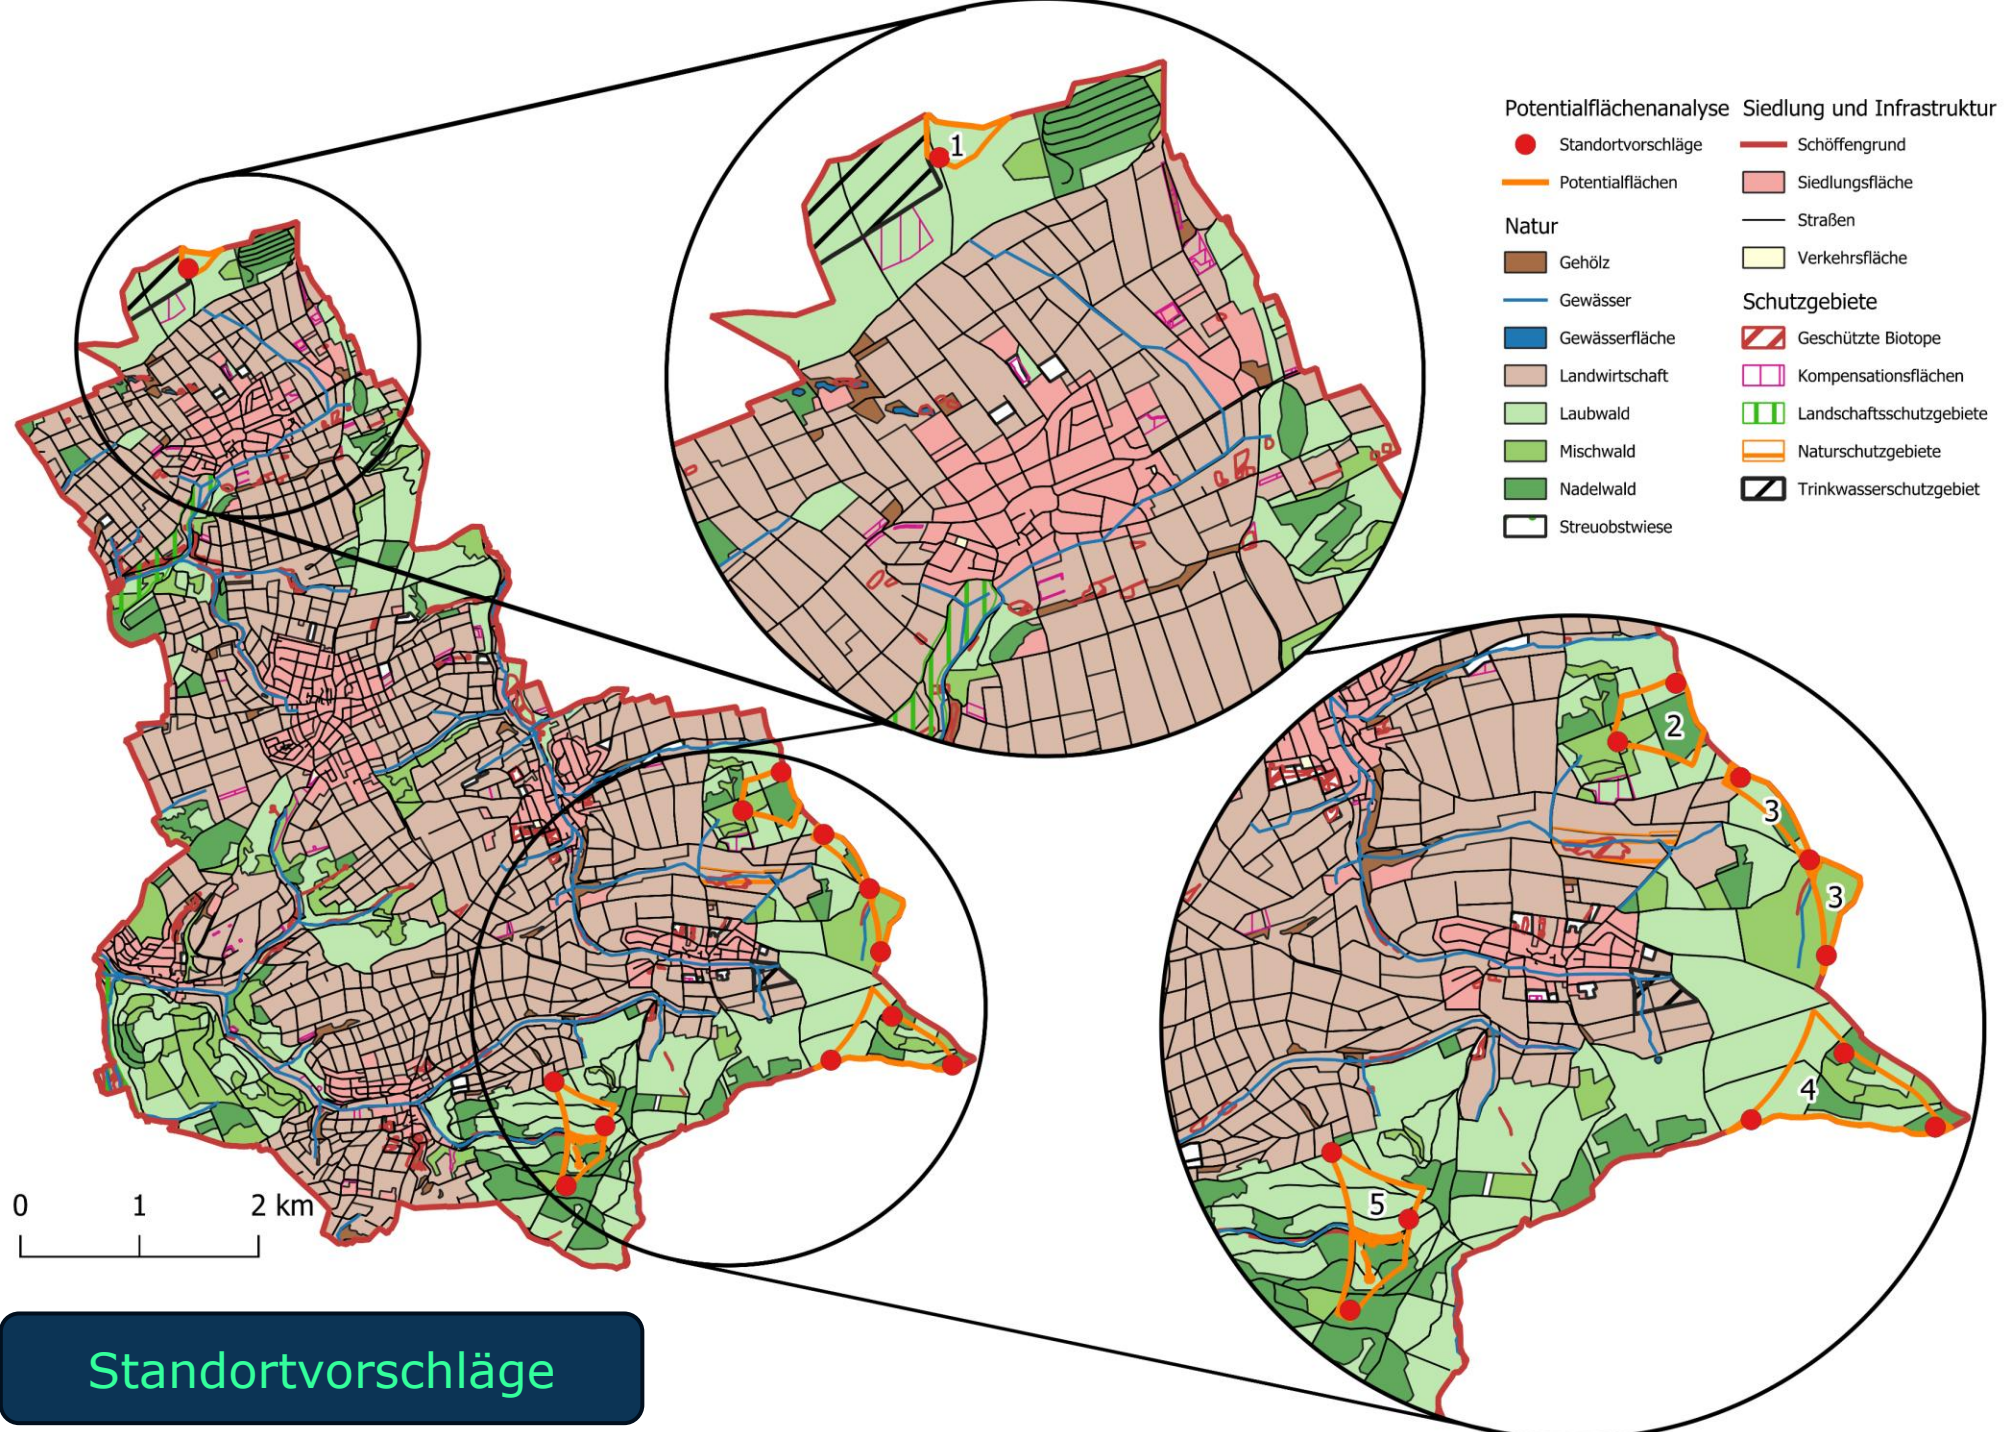 Potentialflächenanalyse
Standortvorschläge
Potentialflächen
Natur
Gehölz
Gewässer
Gewässerfläche
Landwirtschaft
Laubwald
Mischwald
Nadelwald
Streuobstwiese
Siedlung und Infrastruktur
Schöffengrund
Siedlungsfläche
Straßen
Verkehrsfläche
Schutzgebiete
Geschützte Biotope
Kompensationsflächen
Landschaftsschutzgebiete
Naturschutzgebiete
Trinkwasserschutzgebiet
1
2
3
3
4
5
0 1 2 km
Standortvorschläge